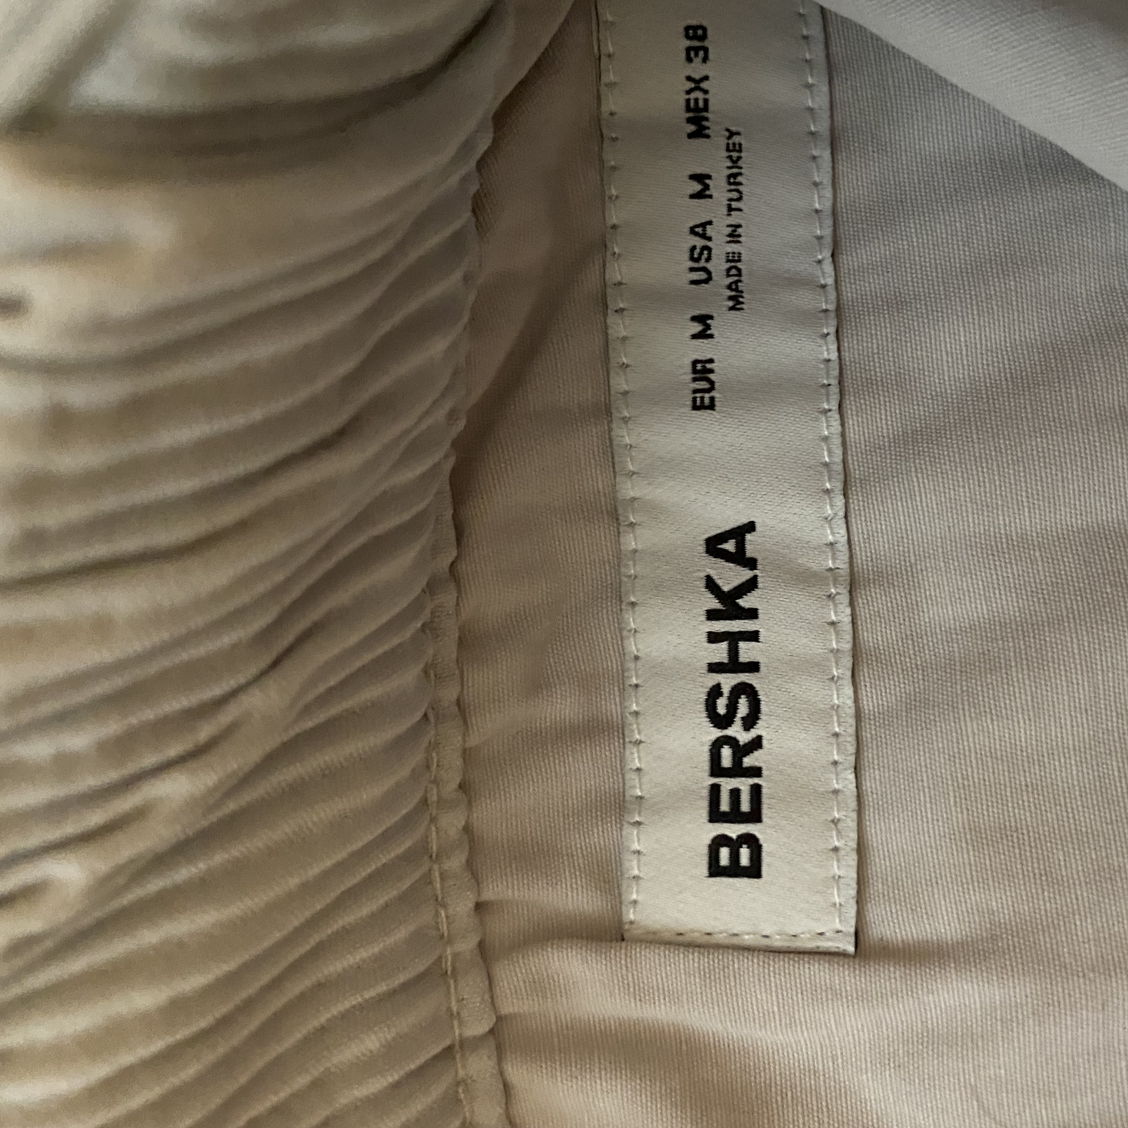 BERSHKA
EUR M USA M MEX 38
MADE IN TURKEY